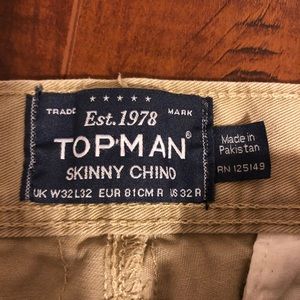 ★★★★★
TRADE MARK
Est. 1978
TOPMAN®
SKINNY CHINO
UK W32L32 EUR 81CM R US 32 R
Made in
Pakistan
RN 125149